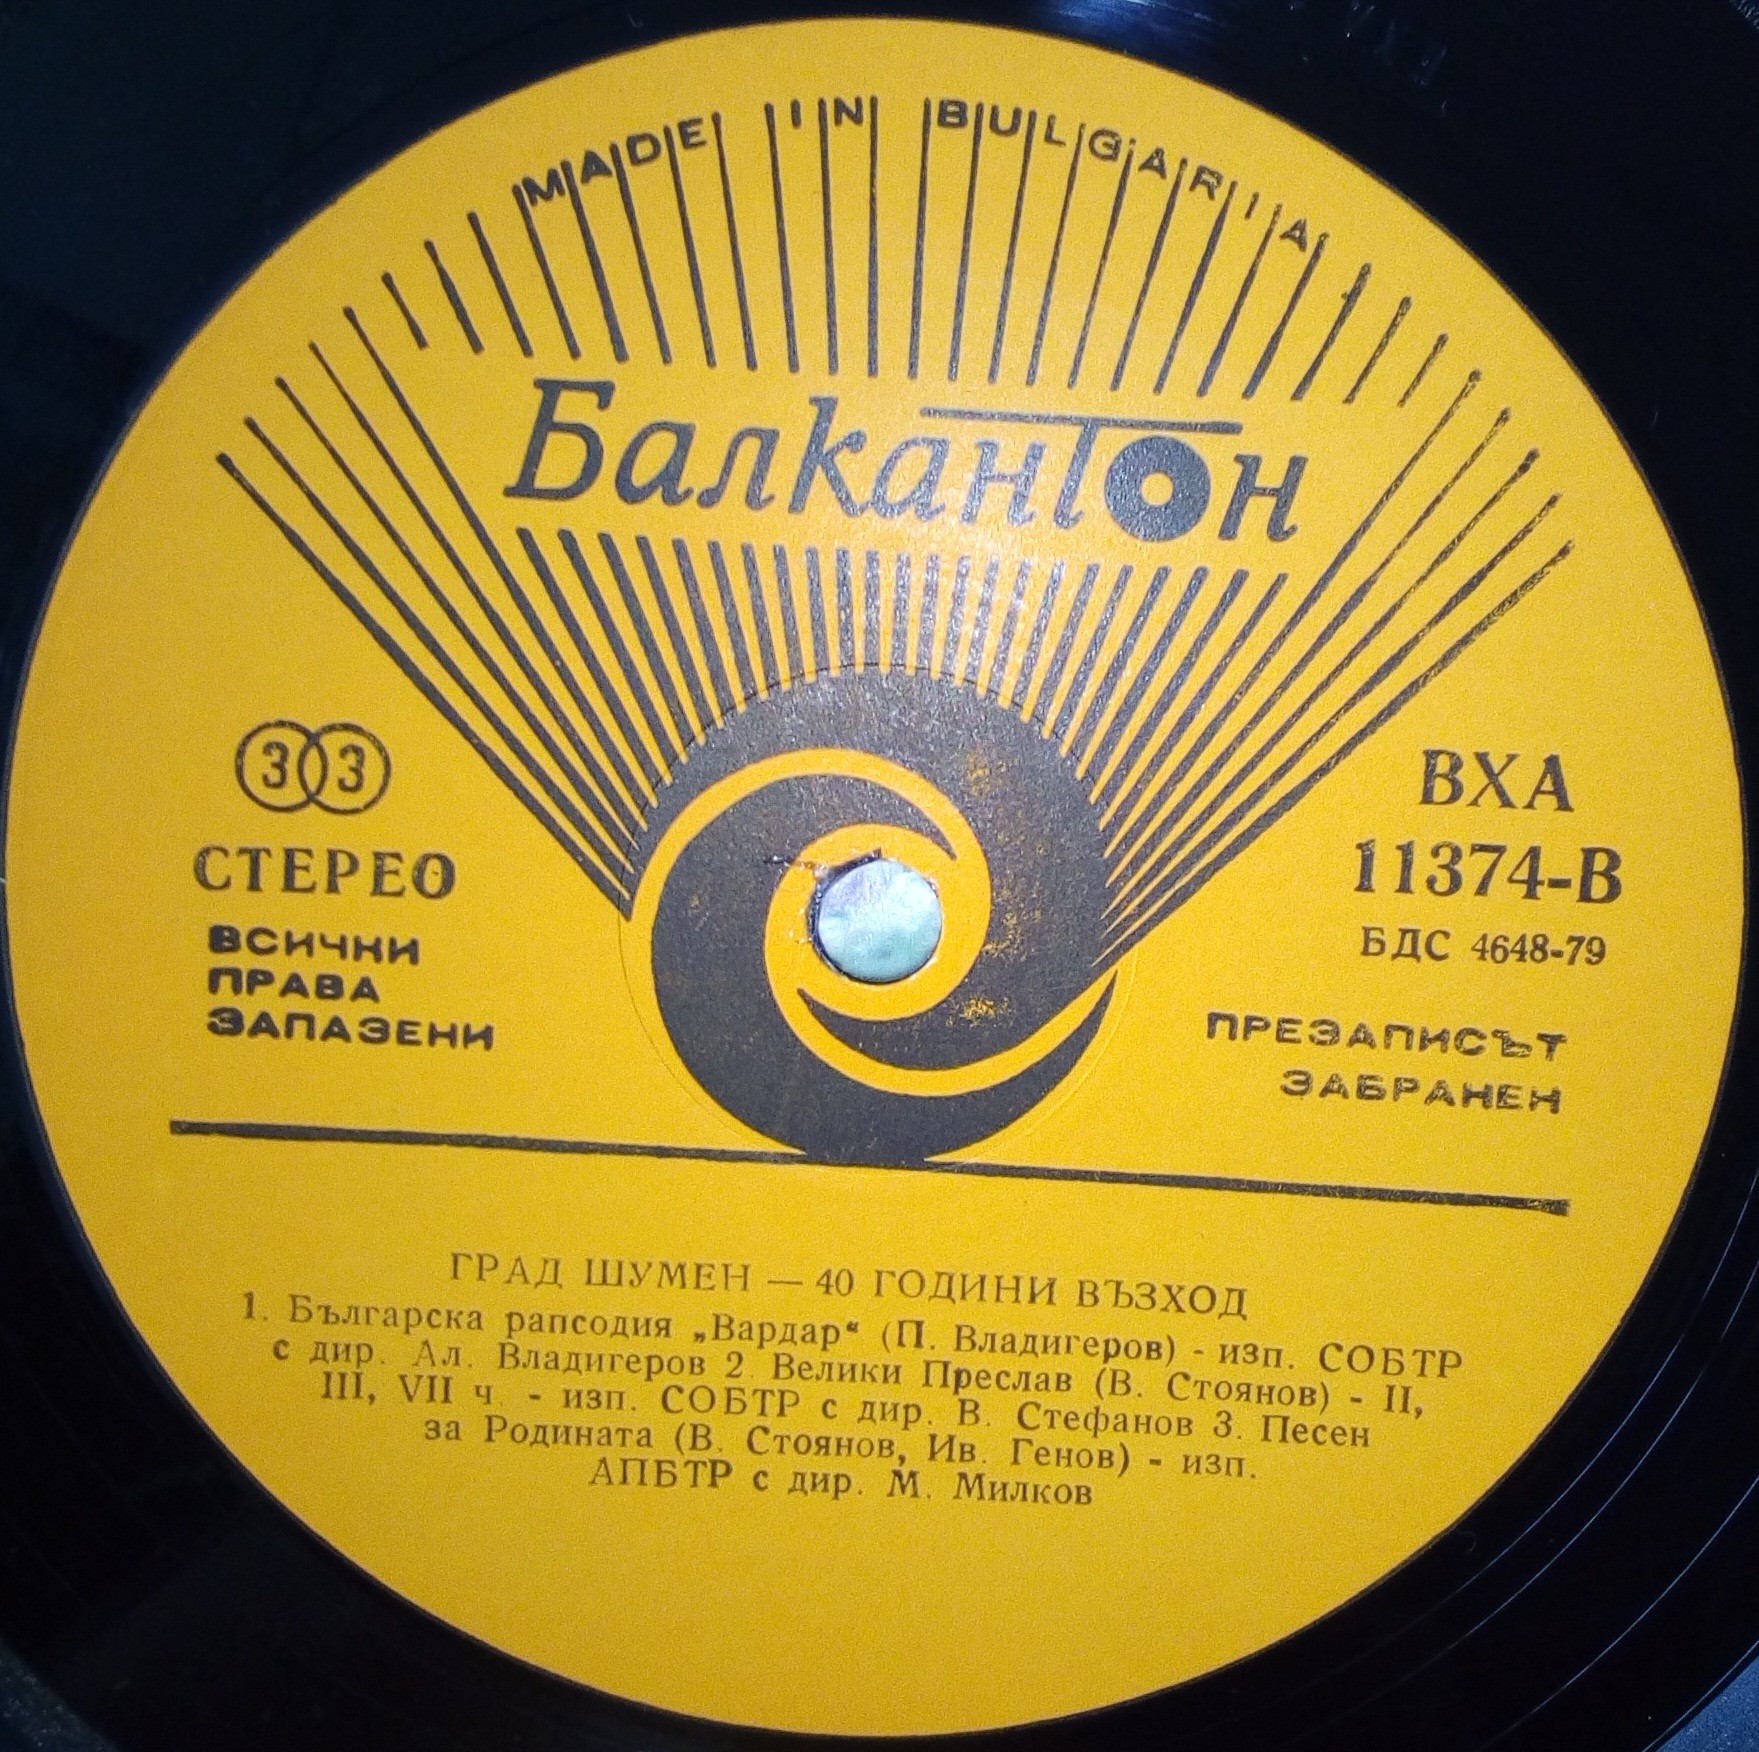 MADE IN BULGARIA
Балкантон
33
СТЕРЕО
ВСИЧКИ
ПРАВА
ЗАПАЗЕНИ
ВХА
11374-В
БДС 4648-79
ПРЕЗАПИСЪТ
ЗАБРАНЕН
ГРАД ШУМЕН — 40 ГОДИНИ ВЪЗХОД
1. Българска рапсодия „Вардар“ (П. Владигеров) - изп. СОБТР
с дир. Ал. Владигеров 2. Велики Преслав (В. Стоянов) - II,
III, VII ч. - изп. СОБТР с дир. В. Стефанов 3. Песен
за Родината (В. Стоянов, Ив. Генов) - изп.
АПБТР с дир. М. Милков